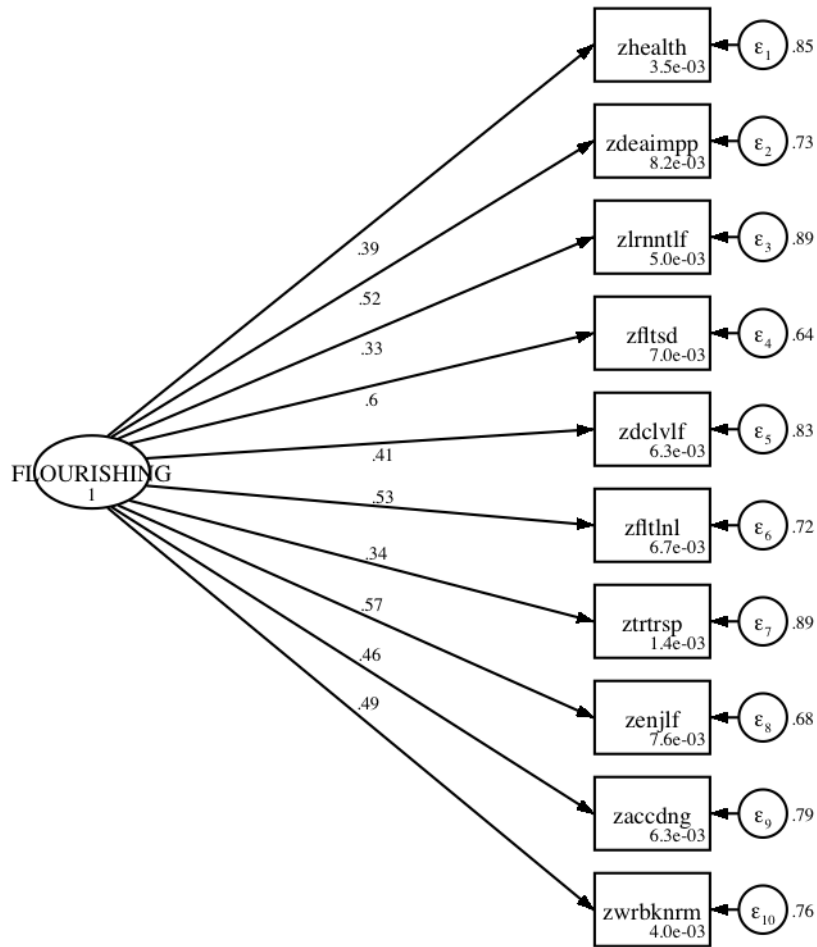 zhealth
3.5e-03
ε1
.85
zdeaimpp
8.2e-03
ε2
.73
zlrnntlf
5.0e-03
ε3
.89
.39
.52
zfltsd
7.0e-03
ε4
.64
.33
.6
zdclvlf
6.3e-03
ε5
.83
.41
FLOURISHING
1
.53
zfltlnl
6.7e-03
ε6
.72
.34
.57
ztrtrsp
1.4e-03
ε7
.89
.46
.49
zenjlf
7.6e-03
ε8
.68
zaccdng
6.3e-03
ε9
.79
zwrbknrm
4.0e-03
ε10
.76